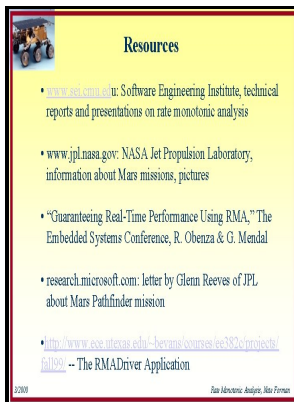 Resources
• www.sei.cmu.edu: Software Engineering Institute, technical
reports and presentations on rate monotonic analysis
• www.jpl.nasa.gov: NASA Jet Propulsion Laboratory,
information about Mars missions, pictures
• “Guaranteeing Real-Time Performance Using RMA,” The
Embedded Systems Conference, R. Obenza & G. Mendal
• research.microsoft.com: letter by Glenn Reeves of JPL
about Mars Pathfinder mission
•http://www.ece.utexas.edu/~bevans/courses/ee382c/projects/
fall99/ -- The RMADriver Application
3/2000
Rate Monotonic Analysis, Nate Forman